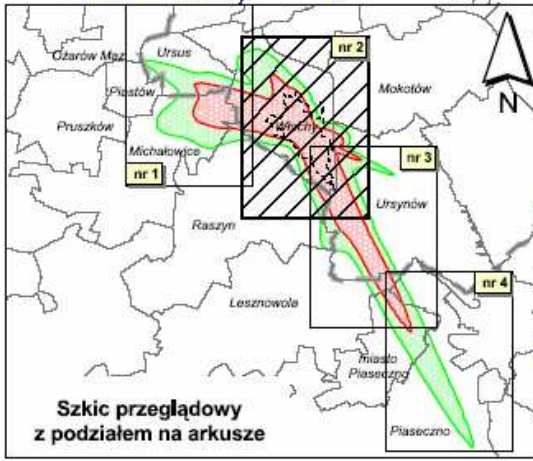 Ursus
nr 2
Ożarów Maz.
Piastów
Mokotów
N
Pruszków
Włochy
Michałowice
nr 3
nr 1
Ursynów
Raszyn
nr 4
Lesznowola
miasto
Piaseczno
Szkic przeglądowy
z podziałem na arkusze
Piaseczno